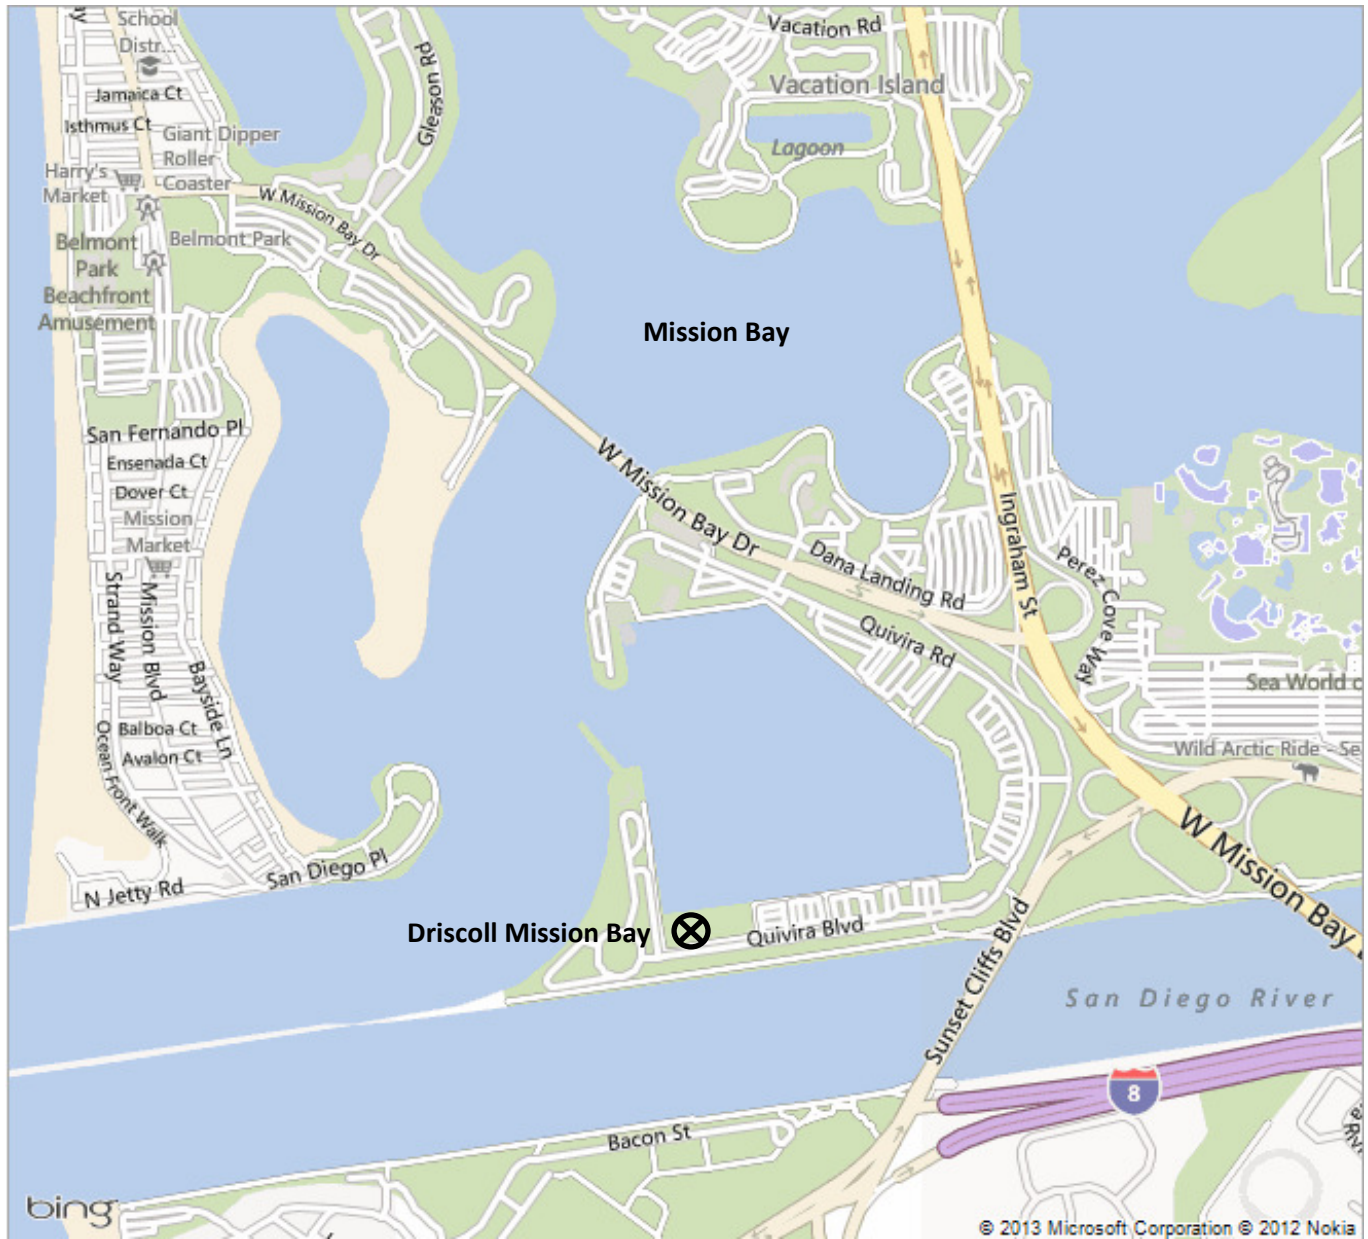 School
Distr...
Jamaica Ct
Isthmus Ct
Giant Dipper
Roller
Coaster
Harry's
Market
W Mission Bay Dr
Gleason Rd
Belmont Park
Belmont
Park
Beachfront
Amusement
Vacation Rd
Vacation Island
Lagoon
Mission Bay
San Fernando Pl
Ensenada Ct
Dover Ct
Mission
Market
Strand Way
Mission Blvd
Bayside Ln
Balboa Ct
Avalon Ct
Ocean Front Walk
San Diego Pl
N Jetty Rd
W Mission Bay Dr
Dana Landing Rd
Ingraham St
Perez Cove Way
Quivira Rd
Sea World
Wild Arctic Ride - Se
W Mission Bay
Driscoll Mission Bay
Quivira Blvd
Sunset Cliffs Blvd
San Diego River
8
Bacon St
bing
© 2013 Microsoft Corporation © 2012 Nokia